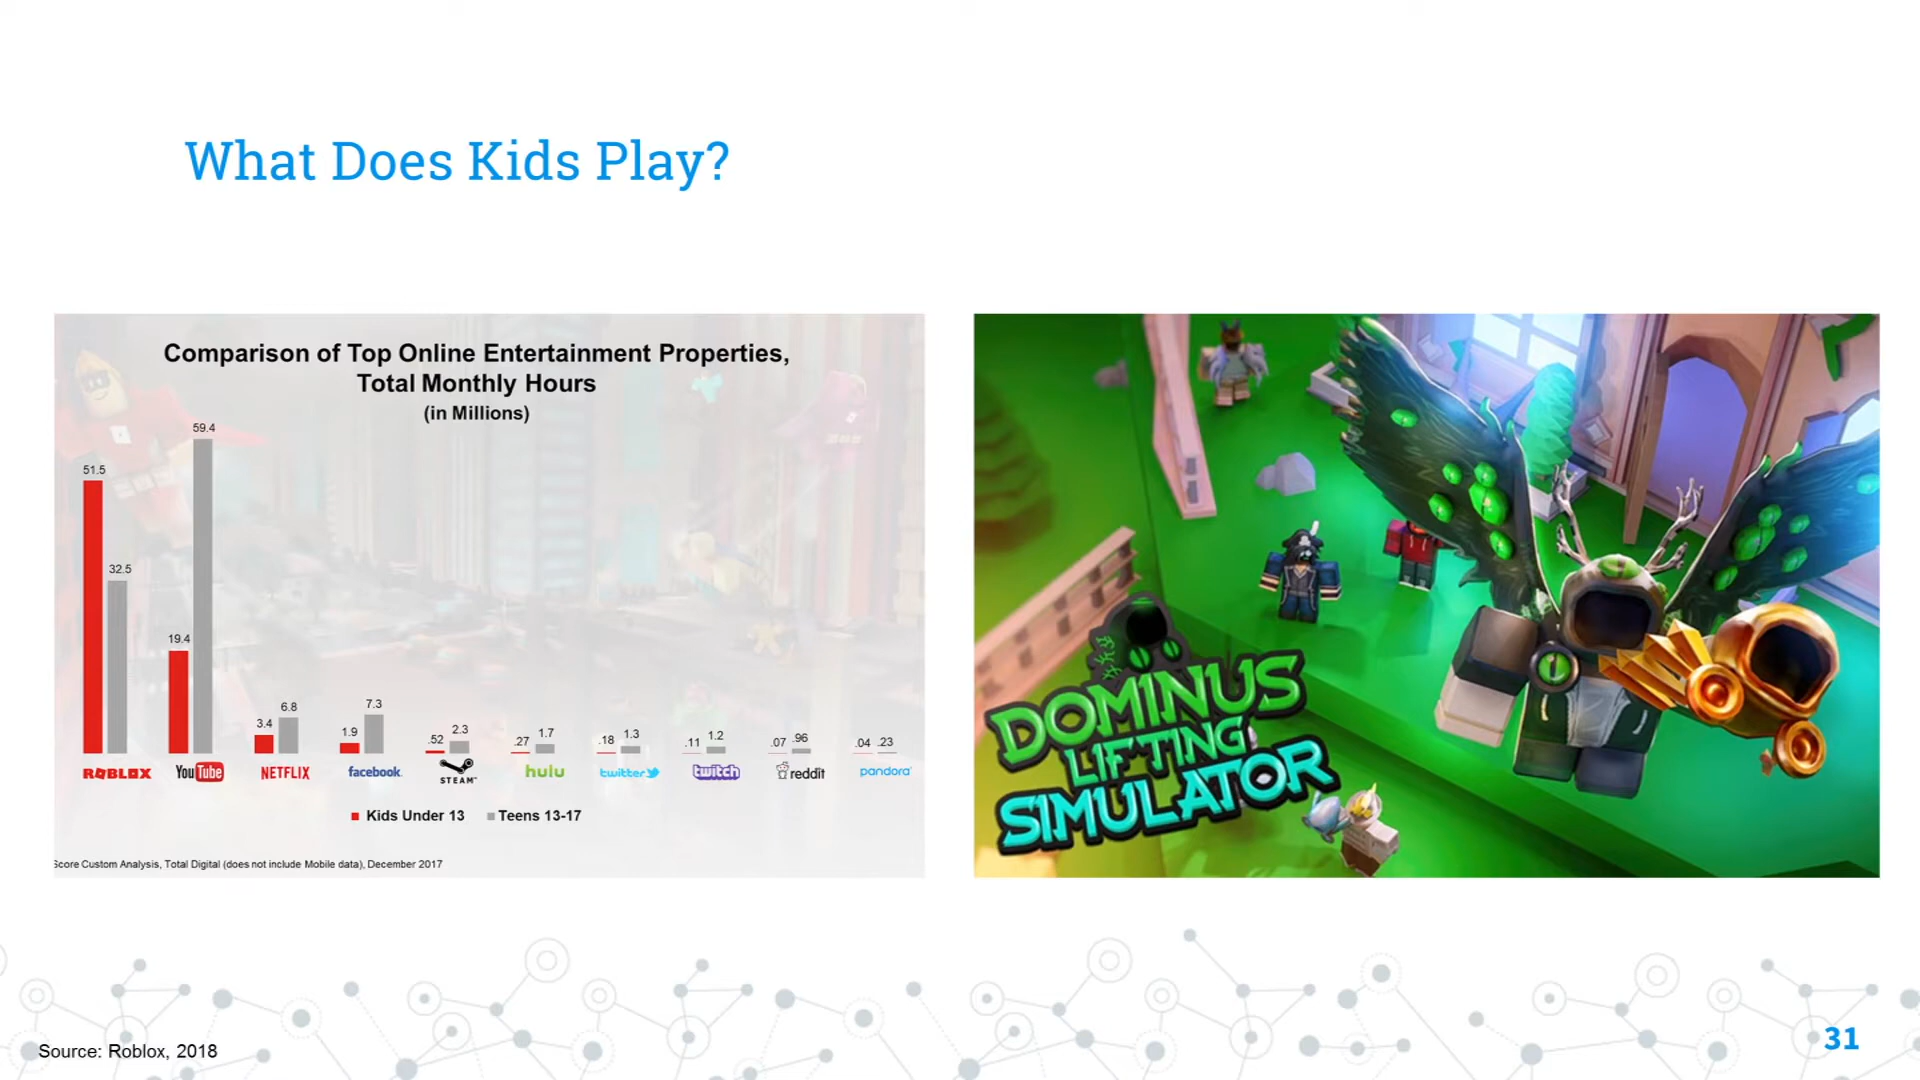 What Does Kids Play?
Comparison of Top Online Entertainment Properties,
Total Monthly Hours
(in Millions)
59.4
51.5
32.5
19.4
3.4
6.8
1.9
7.3
.52
2.3
.27
1.7
.18
1.3
.11
1.2
.07
.96
.04
.23
ROBLOX
YouTube
NETFLIX
facebook
STEAM
hulu
twitter
twitch
reddit
pandora
Kids Under 13
Teens 13-17
Score Custom Analysis, Total Digital (does not include Mobile data), December 2017
DOMINUS
LIFTING
SIMULATOR
Source: Roblox, 2018
31